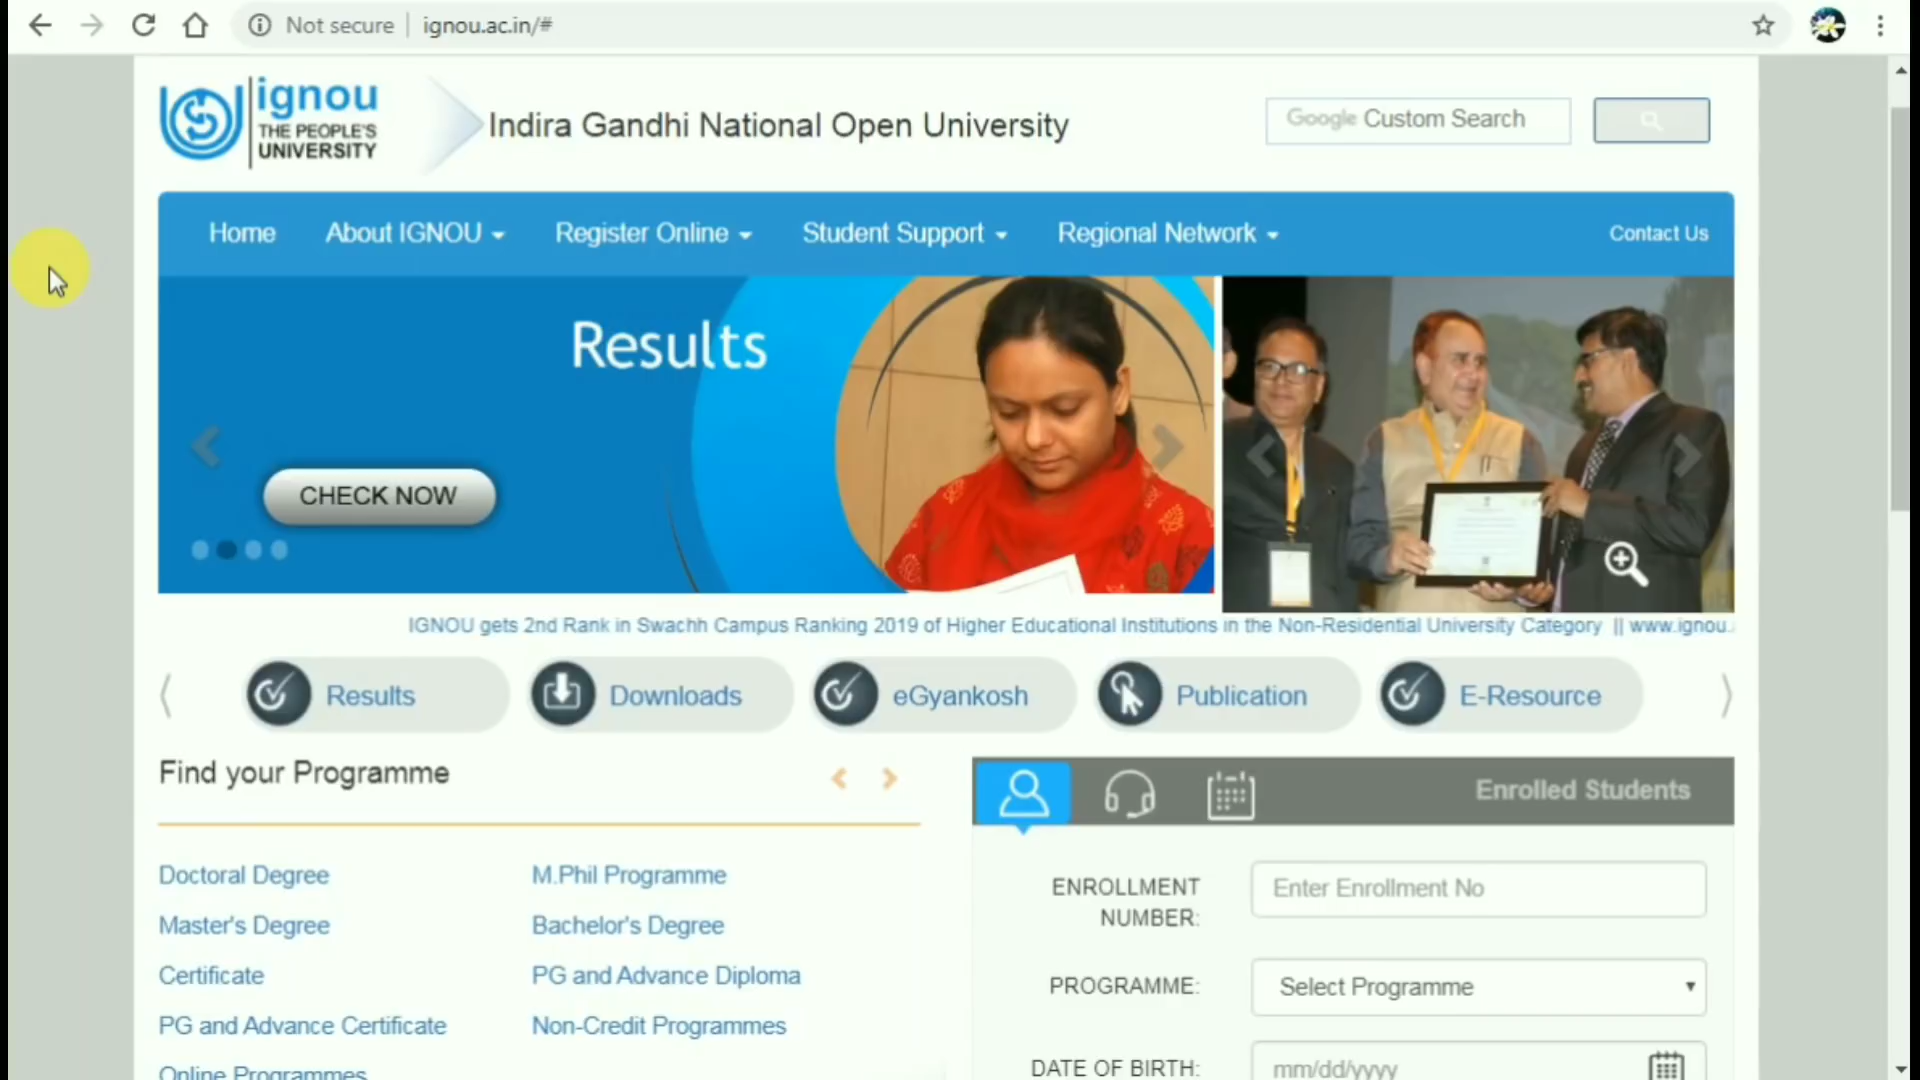 Not secure | ignou.ac.in/#
ignou
THE PEOPLE'S
UNIVERSITY
Indira Gandhi National Open University
Google Custom Search
Home About IGNOU Register Online Student Support Regional Network Contact Us
Results
CHECK NOW
IGNOU gets 2nd Rank in Swachh Campus Ranking 2019 of Higher Educational Institutions in the Non-Residential University Category || www.ignou.
Results Downloads eGyankosh Publication E-Resource
Find your Programme
Doctoral Degree M.Phil Programme
Master's Degree Bachelor's Degree
Certificate PG and Advance Diploma
PG and Advance Certificate Non-Credit Programmes
Online Programmes
Enrolled Students
ENROLLMENT
NUMBER:
Enter Enrollment No
PROGRAMME: Select Programme
DATE OF BIRTH: mm/dd/yyyy